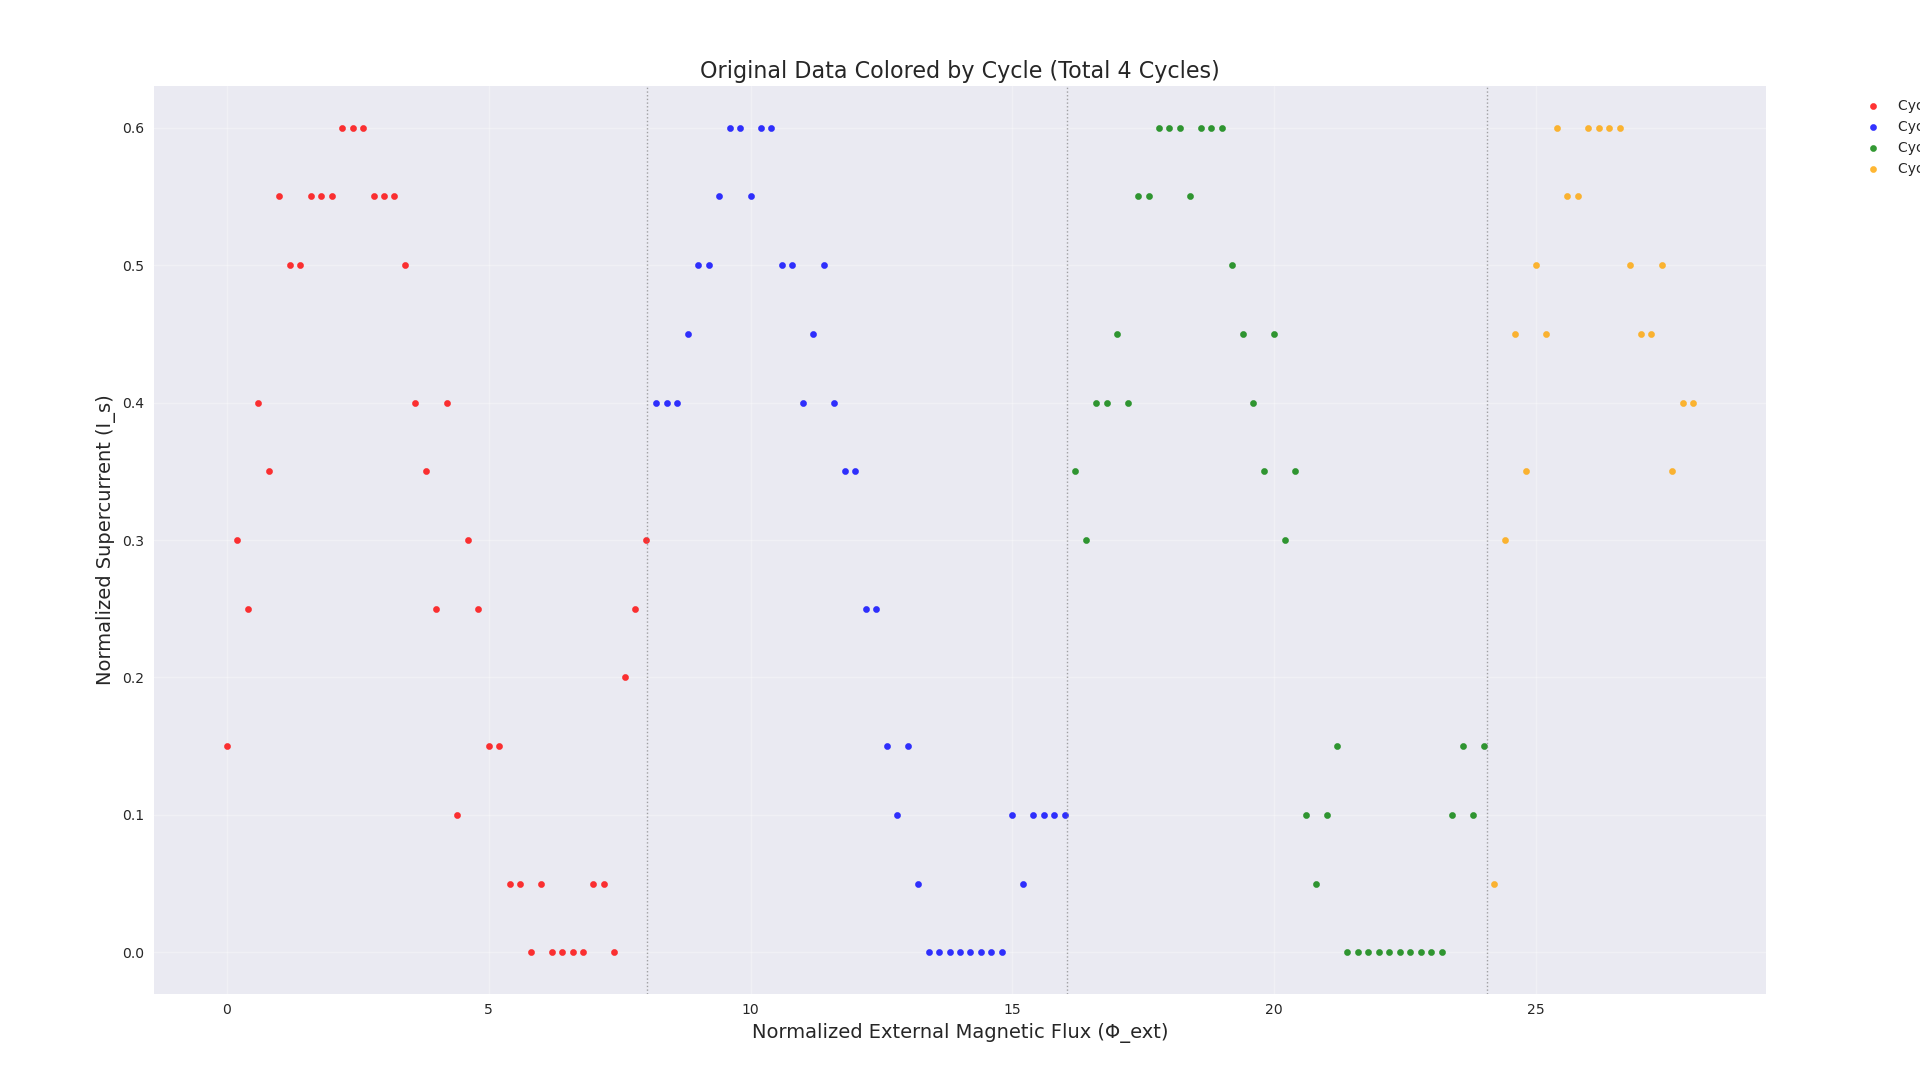 Original Data Colored by Cycle (Total 4 Cycles)
Cyc
Cyc
Cyc
Cyc
Normalized Supercurrent (I_s)
0.6
0.5
0.4
0.3
0.2
0.1
0.0
0 5 10 15 20 25
Normalized External Magnetic Flux (Φ_ext)